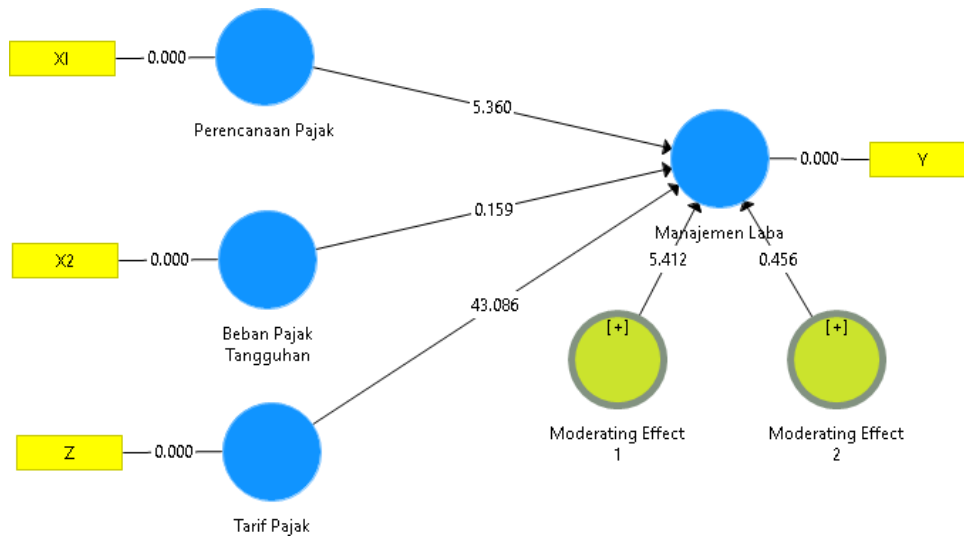 X1
0.000
Perencanaan Pajak
5.360
Manajemen Laba
0.000
Y
X2
0.000
Beban Pajak
Tangguhan
0.159
43.086
5.412
0.456
[+]
[+]
Moderating Effect
1
Moderating Effect
2
Z
0.000
Tarif Pajak